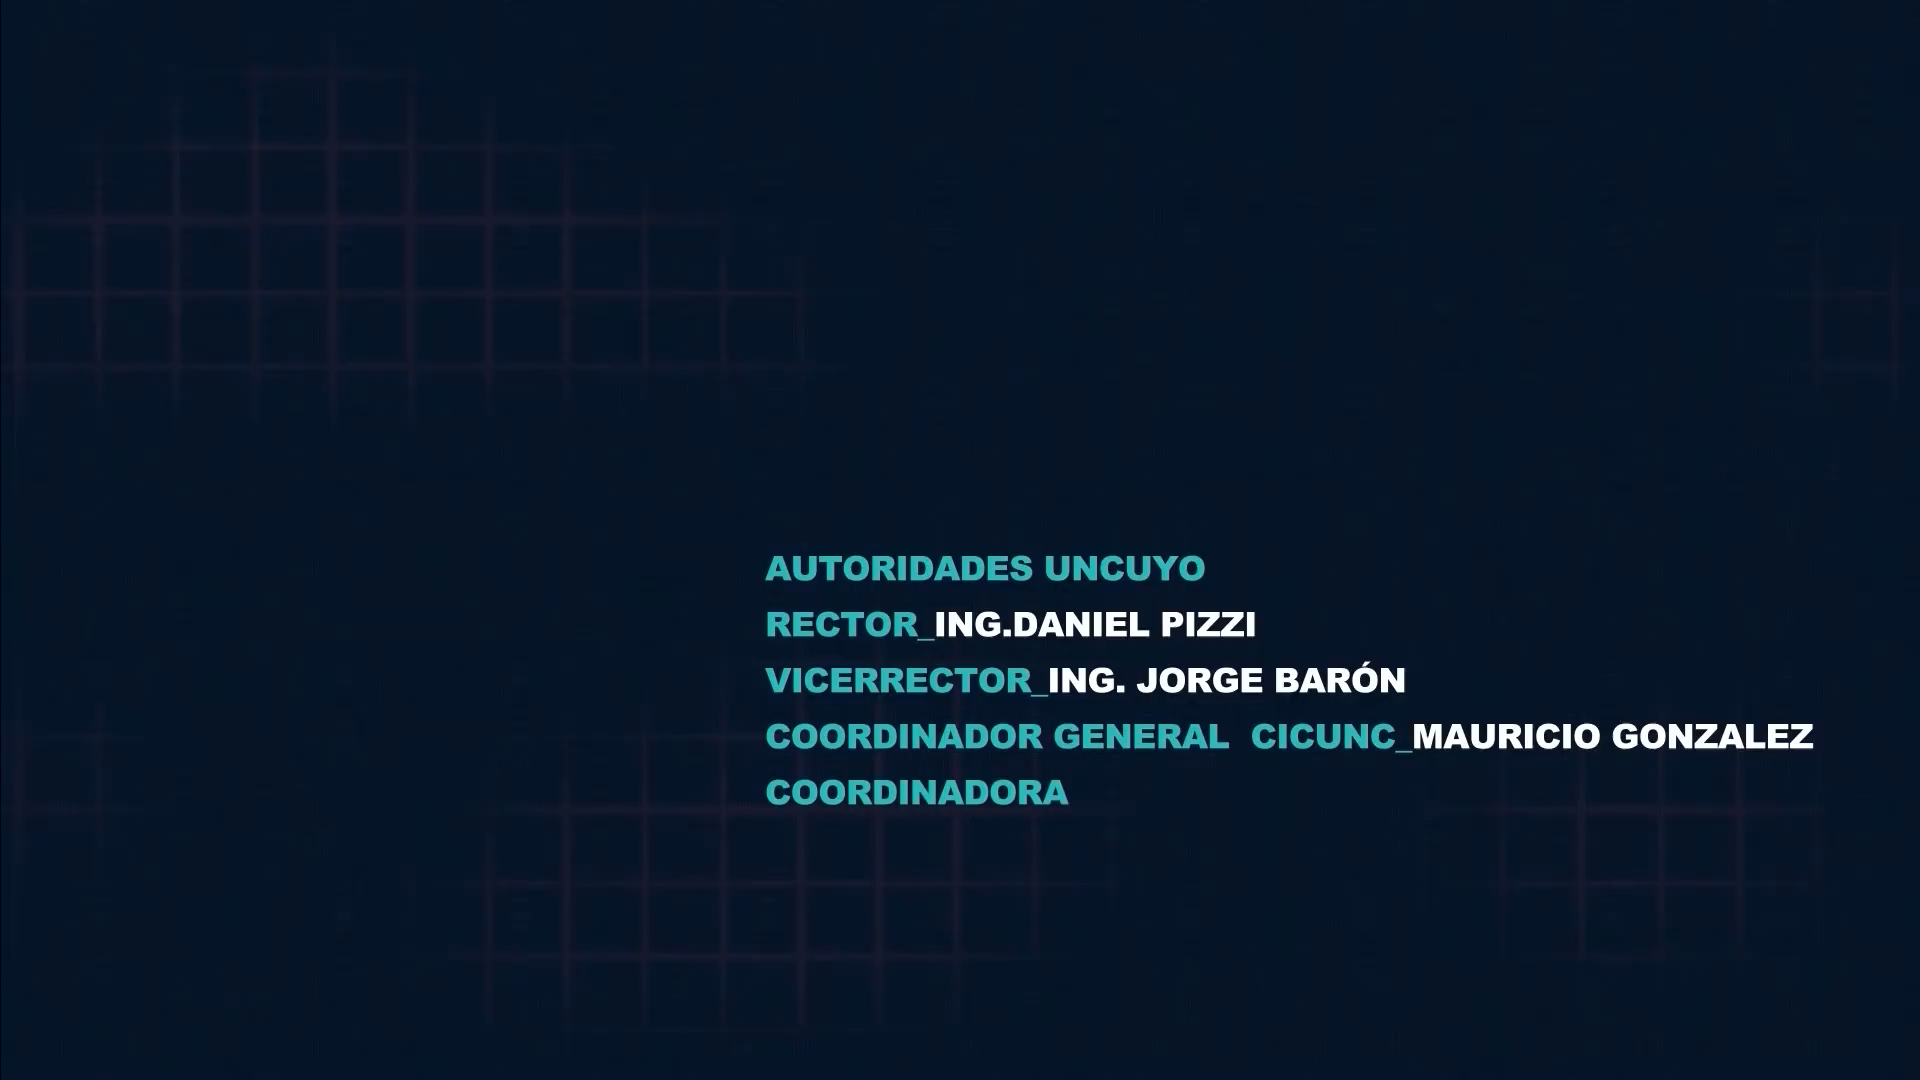 AUTORIDADES UNCUYO
RECTOR_ING.DANIEL PIZZI
VICERRECTOR_ING. JORGE BARÓN
COORDINADOR GENERAL  CICUNC_MAURICIO GONZALEZ
COORDINADORA